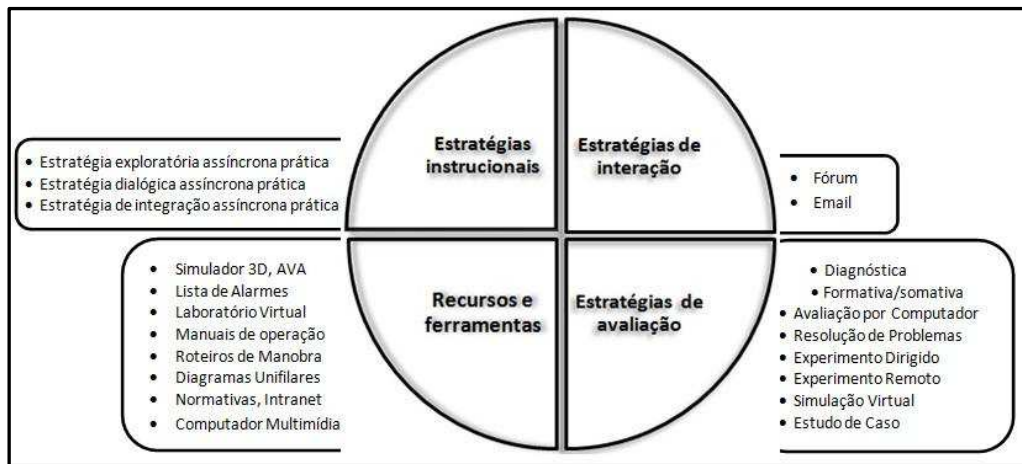 Estratégias
instrucionais
Estratégias de
interação
• Estratégia exploratória assíncrona prática
• Estratégia dialógica assíncrona prática
• Estratégia de integração assíncrona prática
• Fórum
• Email
Recursos e
ferramentas
Estratégias de
avaliação
• Simulador 3D, AVA
• Lista de Alarmes
• Laboratório Virtual
• Manuais de operação
• Roteiros de Manobra
• Diagramas Unifilares
• Normativas, Intranet
• Computador Multimídia
• Diagnóstica
• Formativa/somativa
• Avaliação por Computador
• Resolução de Problemas
• Experimento Dirigido
• Experimento Remoto
• Simulação Virtual
• Estudo de Caso